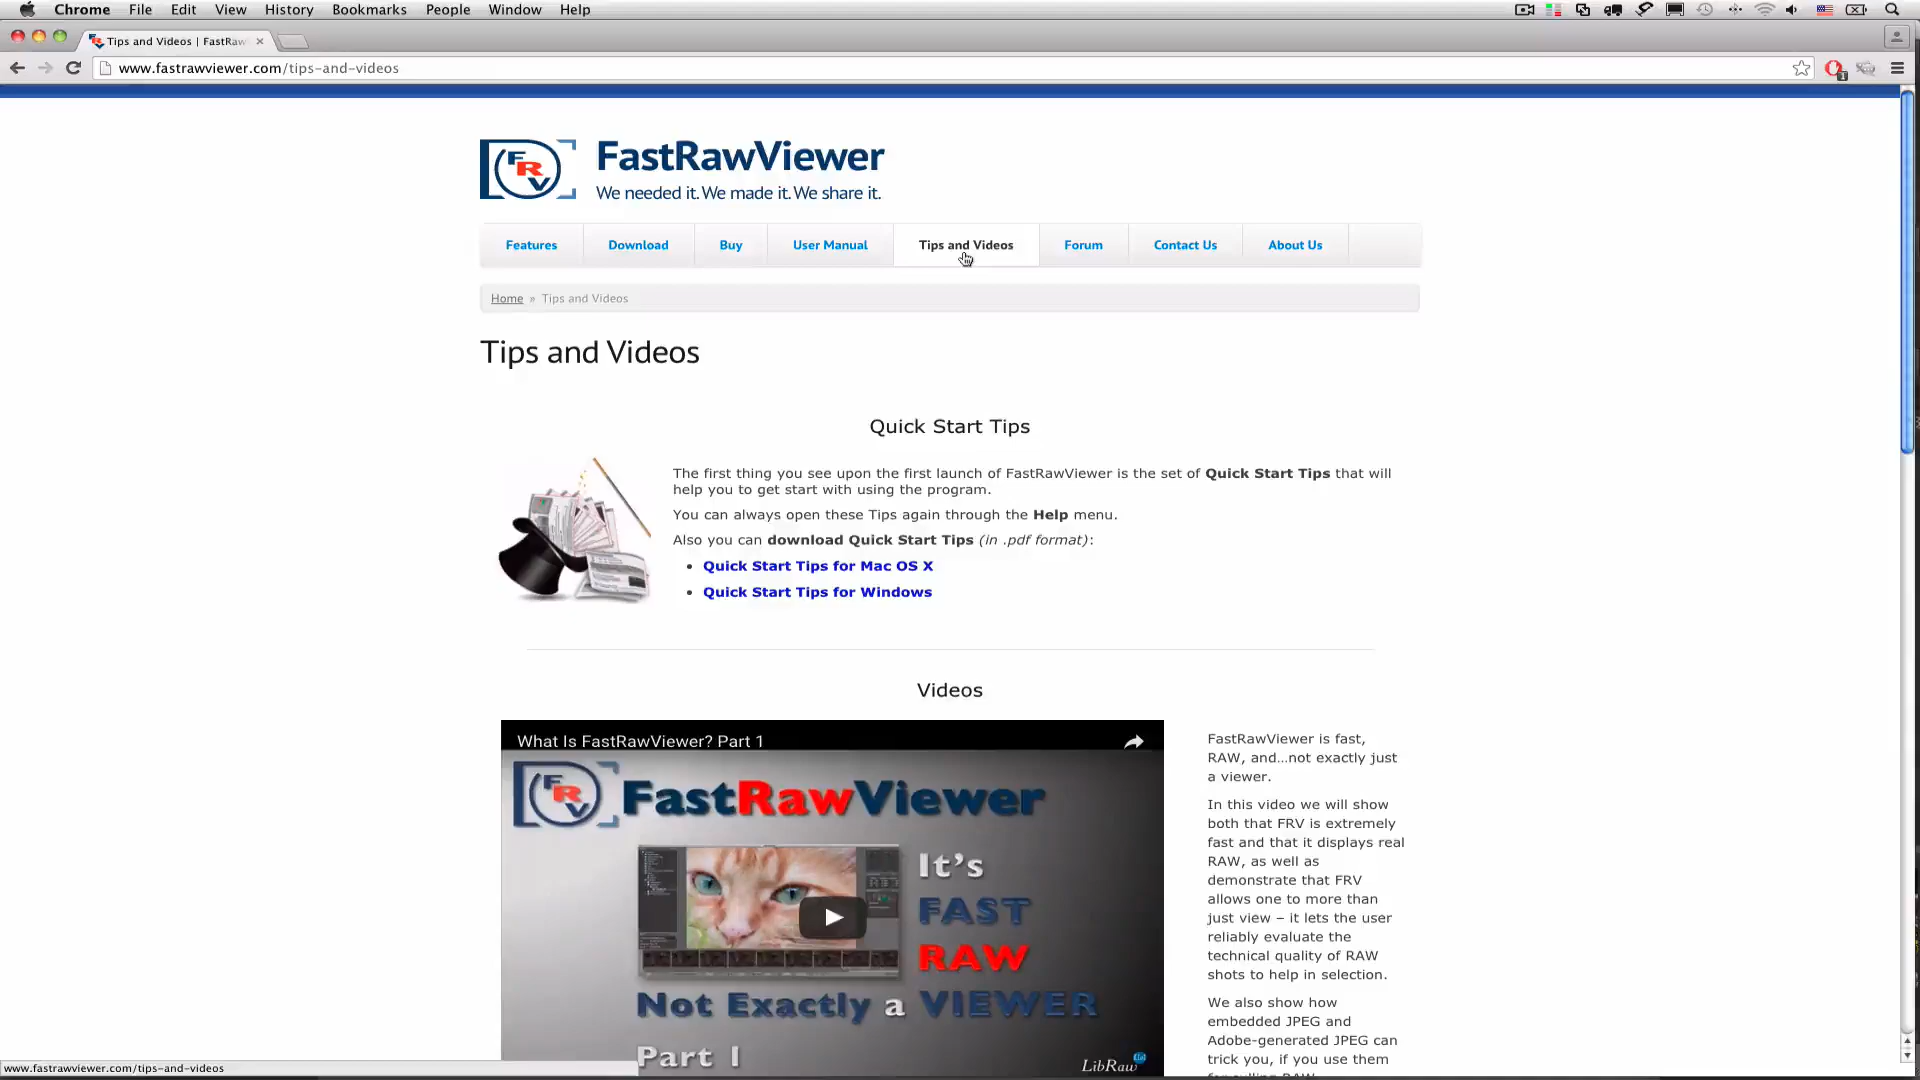 Chrome File Edit View History Bookmarks People Window Help
Tips and Videos | FastRaw
www.fastrawviewer.com/tips-and-videos
FRV
FastRawViewer
We needed it. We made it. We share it.
Features Download Buy User Manual Tips and Videos Forum Contact Us About Us
Home » Tips and Videos
Tips and Videos
Quick Start Tips
The first thing you see upon the first launch of FastRawViewer is the set of Quick Start Tips that will
help you to get start with using the program.
You can always open these Tips again through the Help menu.
Also you can download Quick Start Tips (in .pdf format):
• Quick Start Tips for Mac OS X
• Quick Start Tips for Windows
Videos
What Is FastRawViewer? Part 1
FRV FastRawViewer
It's
FAST
RAW
Not Exactly a VIEWER
Part 1
LibRaw
FastRawViewer is fast,
RAW, and...not exactly just
a viewer.
In this video we will show
both that FRV is extremely
fast and that it displays real
RAW, as well as
demonstrate that FRV
allows one to more than
just view – it lets the user
reliably evaluate the
technical quality of RAW
shots to help in selection.
We also show how
embedded JPEG and
Adobe-generated JPEG can
trick you, if you use them
for culling RAW
www.fastrawviewer.com/tips-and-videos